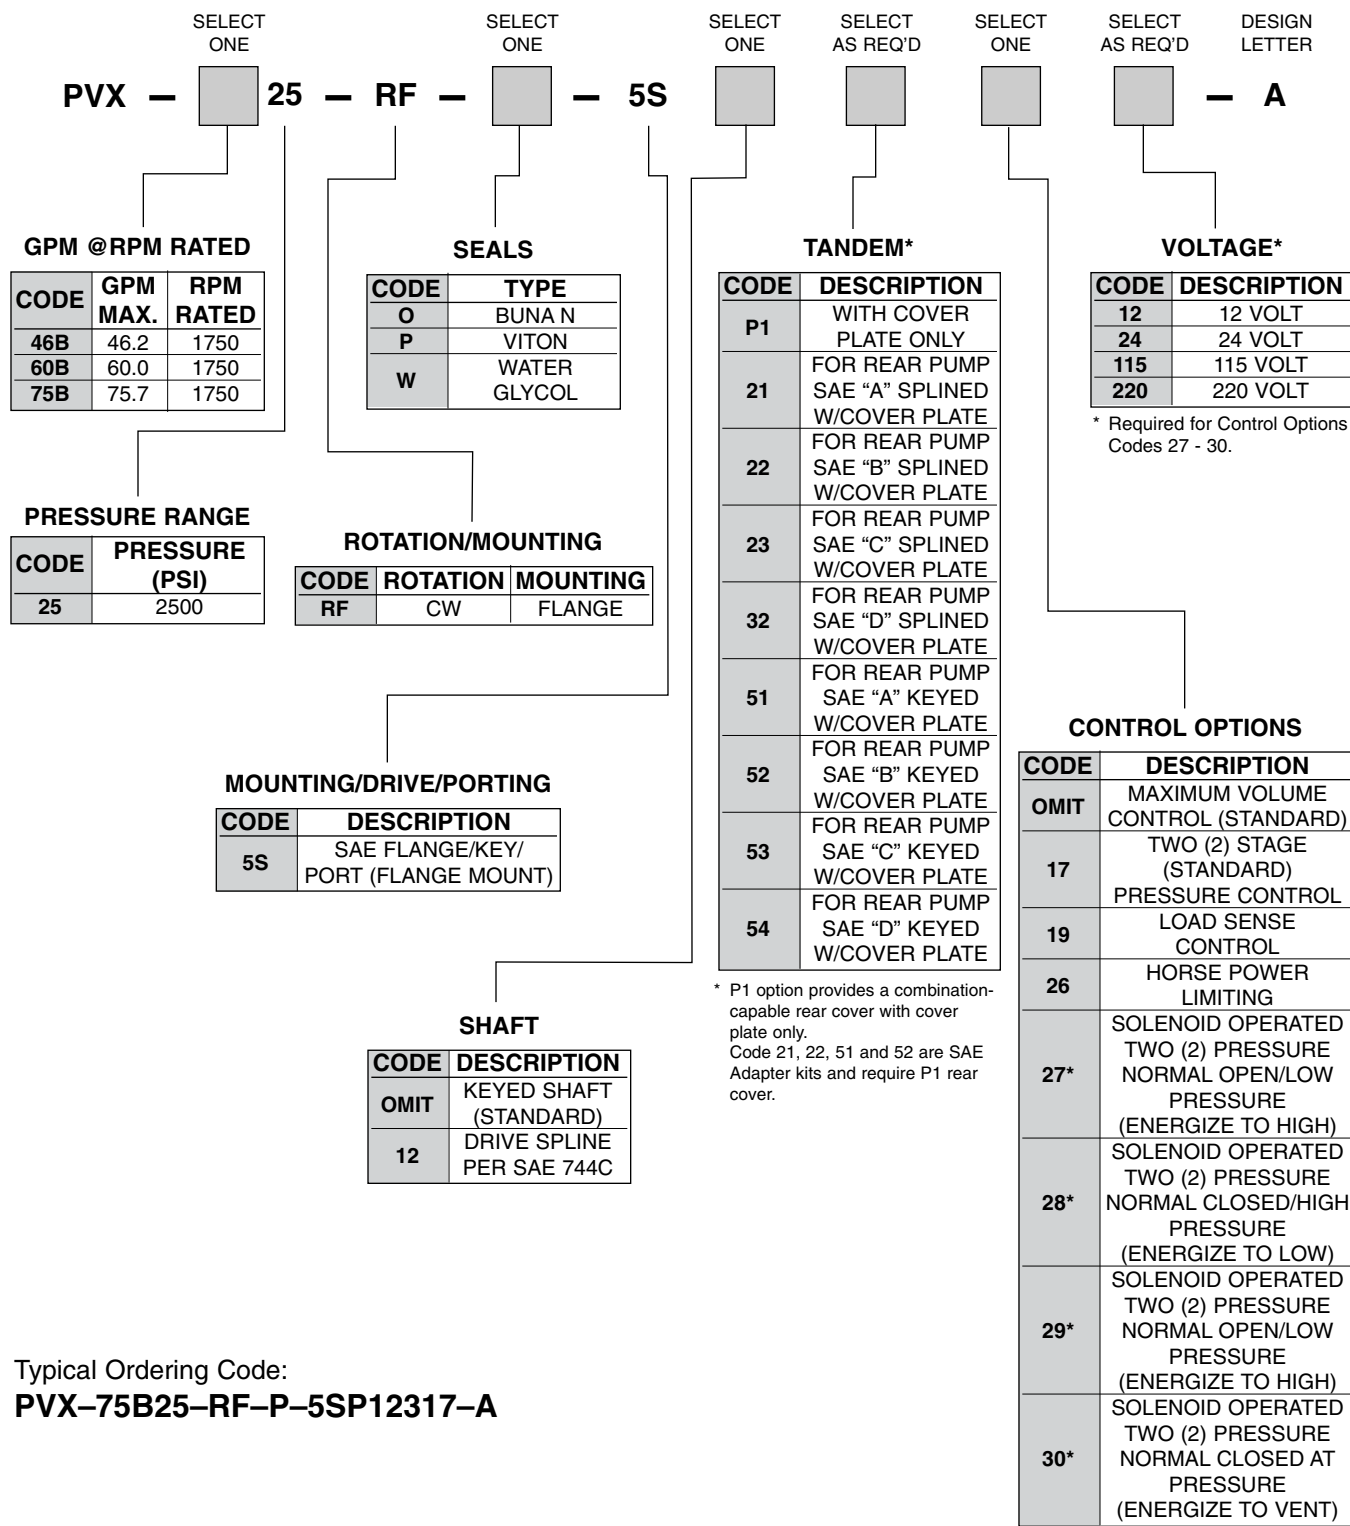 SELECT ONE
SELECT ONE
SELECT ONE
SELECT AS REQ’D
SELECT ONE
SELECT AS REQ’D
DESIGN LETTER
PVX – 25 – RF – – 5S – A
GPM @RPM RATED
CODE GPM MAX. RPM RATED
46B 46.2 1750
60B 60.0 1750
75B 75.7 1750
PRESSURE RANGE
CODE PRESSURE (PSI)
25 2500
SEALS
CODE TYPE
O BUNA N
P VITON
W WATER GLYCOL
ROTATION/MOUNTING
CODE ROTATION MOUNTING
RF CW FLANGE
MOUNTING/DRIVE/PORTING
CODE DESCRIPTION
5S SAE FLANGE/KEY/
PORT (FLANGE MOUNT)
SHAFT
CODE DESCRIPTION
OMIT KEYED SHAFT
(STANDARD)
12 DRIVE SPLINE
PER SAE 744C
TANDEM*
CODE DESCRIPTION
P1 WITH COVER
PLATE ONLY
21 FOR REAR PUMP
SAE “A” SPLINED
W/COVER PLATE
22 FOR REAR PUMP
SAE “B” SPLINED
W/COVER PLATE
23 FOR REAR PUMP
SAE “C” SPLINED
W/COVER PLATE
32 FOR REAR PUMP
SAE “D” SPLINED
W/COVER PLATE
51 FOR REAR PUMP
SAE “A” KEYED
W/COVER PLATE
52 FOR REAR PUMP
SAE “B” KEYED
W/COVER PLATE
53 FOR REAR PUMP
SAE “C” KEYED
W/COVER PLATE
54 FOR REAR PUMP
SAE “D” KEYED
W/COVER PLATE
* P1 option provides a combination-
capable rear cover with cover
plate only.
Code 21, 22, 51 and 52 are SAE
Adapter kits and require P1 rear
cover.
VOLTAGE*
CODE DESCRIPTION
12 12 VOLT
24 24 VOLT
115 115 VOLT
220 220 VOLT
* Required for Control Options
Codes 27 - 30.
CONTROL OPTIONS
CODE DESCRIPTION
OMIT MAXIMUM VOLUME
CONTROL (STANDARD)
17 TWO (2) STAGE
(STANDARD)
PRESSURE CONTROL
19 LOAD SENSE
CONTROL
26 HORSE POWER
LIMITING
27* SOLENOID OPERATED
TWO (2) PRESSURE
NORMAL OPEN/LOW
PRESSURE
(ENERGIZE TO HIGH)
28* SOLENOID OPERATED
TWO (2) PRESSURE
NORMAL CLOSED/HIGH
PRESSURE
(ENERGIZE TO LOW)
29* SOLENOID OPERATED
TWO (2) PRESSURE
NORMAL OPEN/LOW
PRESSURE
(ENERGIZE TO HIGH)
30* SOLENOID OPERATED
TWO (2) PRESSURE
NORMAL CLOSED AT
PRESSURE
(ENERGIZE TO VENT)
Typical Ordering Code:
PVX–75B25–RF–P–5SP12317–A